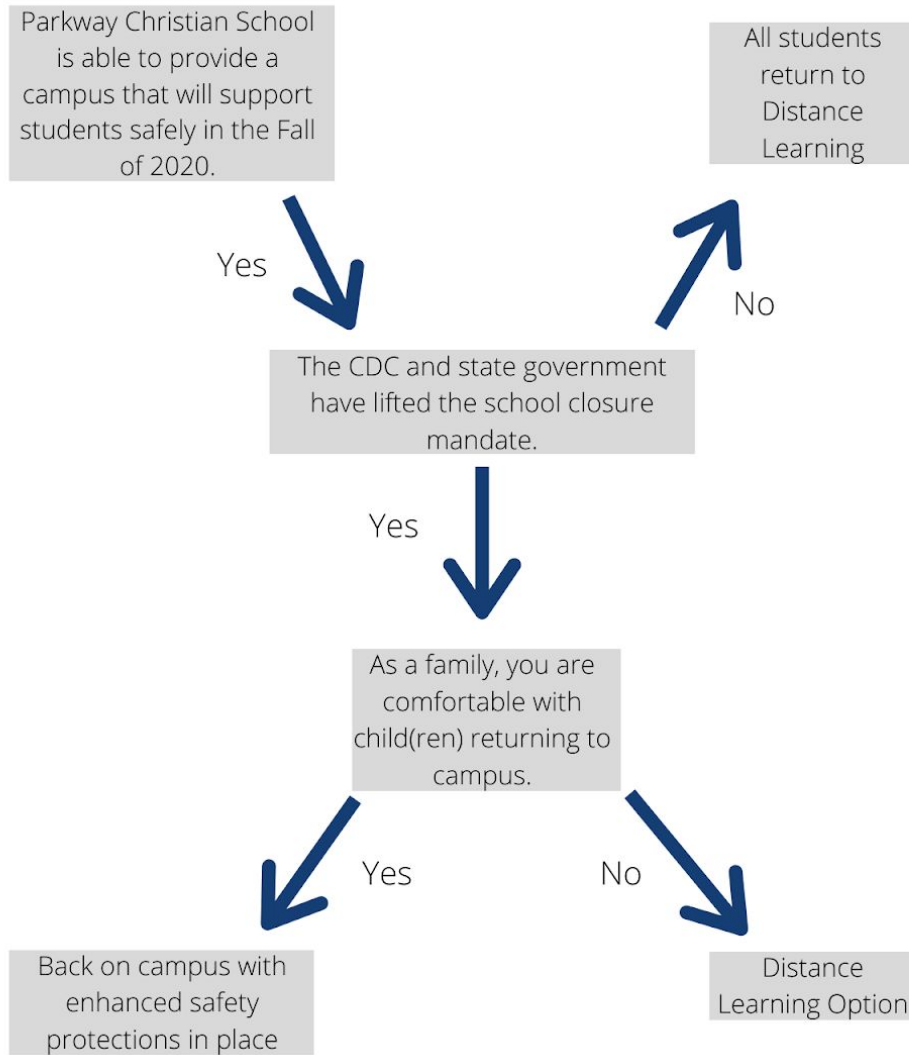 Parkway Christian School
is able to provide a
campus that will support
students safely in the Fall
of 2020.
All students
return to
Distance
Learning
Yes
No
The CDC and state government
have lifted the school closure
mandate.
Yes
As a family, you are
comfortable with
child(ren) returning to
campus.
Yes
No
Back on campus with
enhanced safety
protections in place
Distance
Learning Option